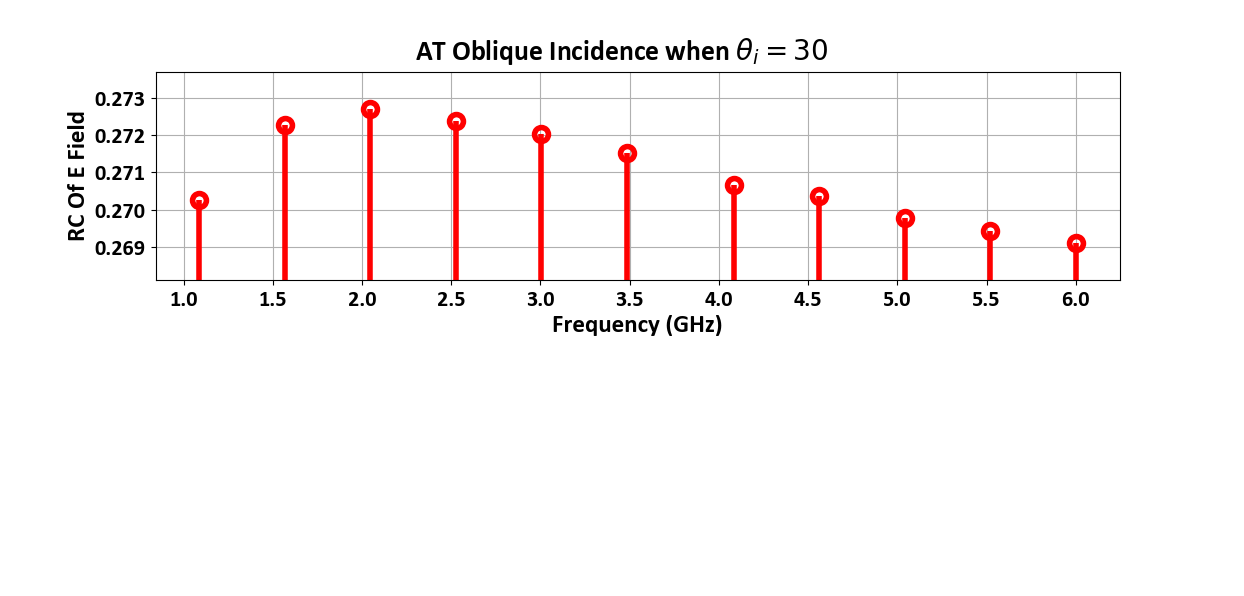 AT Oblique Incidence when θᵢ = 30
RC Of E Field
0.273
0.272
0.271
0.270
0.269
1.0 1.5 2.0 2.5 3.0 3.5 4.0 4.5 5.0 5.5 6.0
Frequency (GHz)